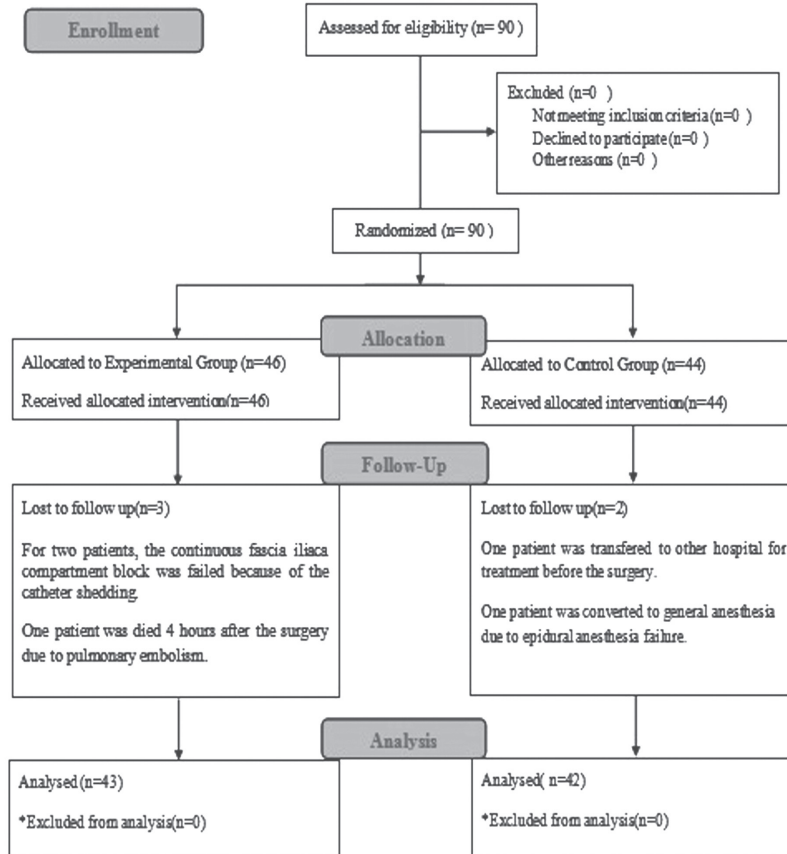 Enrollment
Assessed for eligibility (n= 90 )
Excluded (n=0 )
Not meeting inclusion criteria (n=0 )
Declined to participate (n=0 )
Other reasons (n=0 )
Randomized (n= 90 )
Allocation
Allocated to Experimental Group (n=46)
Received allocated intervention(n=46)
Allocated to Control Group (n=44)
Received allocated intervention(n=44)
Follow-Up
Lost to follow up(n=3)
For two patients, the continuous fascia iliaca
compartment block was failed because of the
catheter shedding.
One patient was died 4 hours after the surgery
due to pulmonary embolism.
Lost to follow up(n=2)
One patient was transfered to other hospital for
treatment before the surgery.
One patient was converted to general anesthesia
due to epidural anesthesia failure.
Analysis
Analysed (n=43)
*Excluded from analysis(n=0)
Analysed( n=42)
*Excluded from analysis(n=0)